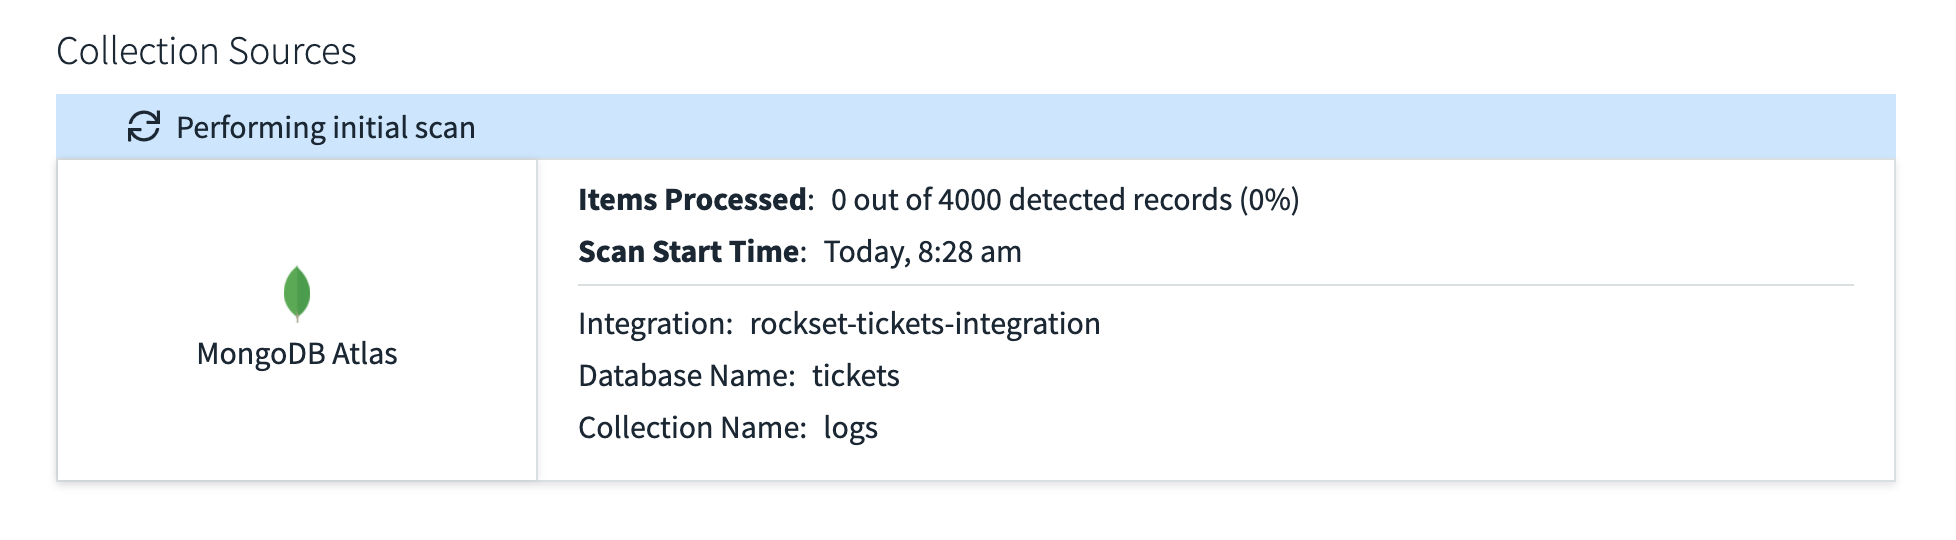 Collection Sources
Performing initial scan
MongoDB Atlas
Items Processed: 0 out of 4000 detected records (0%)
Scan Start Time: Today, 8:28 am
Integration: rockset-tickets-integration
Database Name: tickets
Collection Name: logs